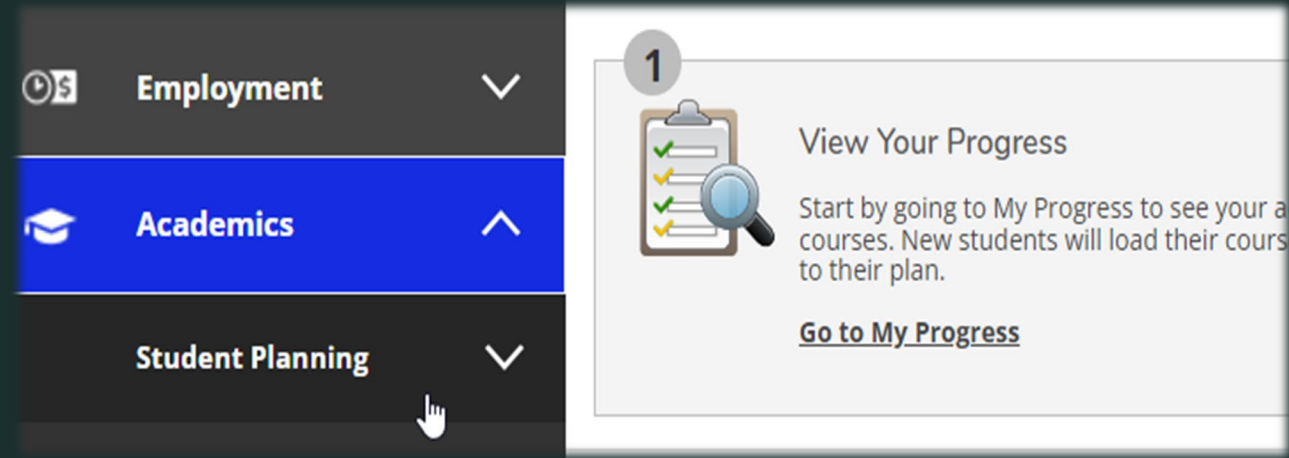 Employment
Academics
Student Planning
1
View Your Progress
Start by going to My Progress to see your a
courses. New students will load their cours
to their plan.
Go to My Progress